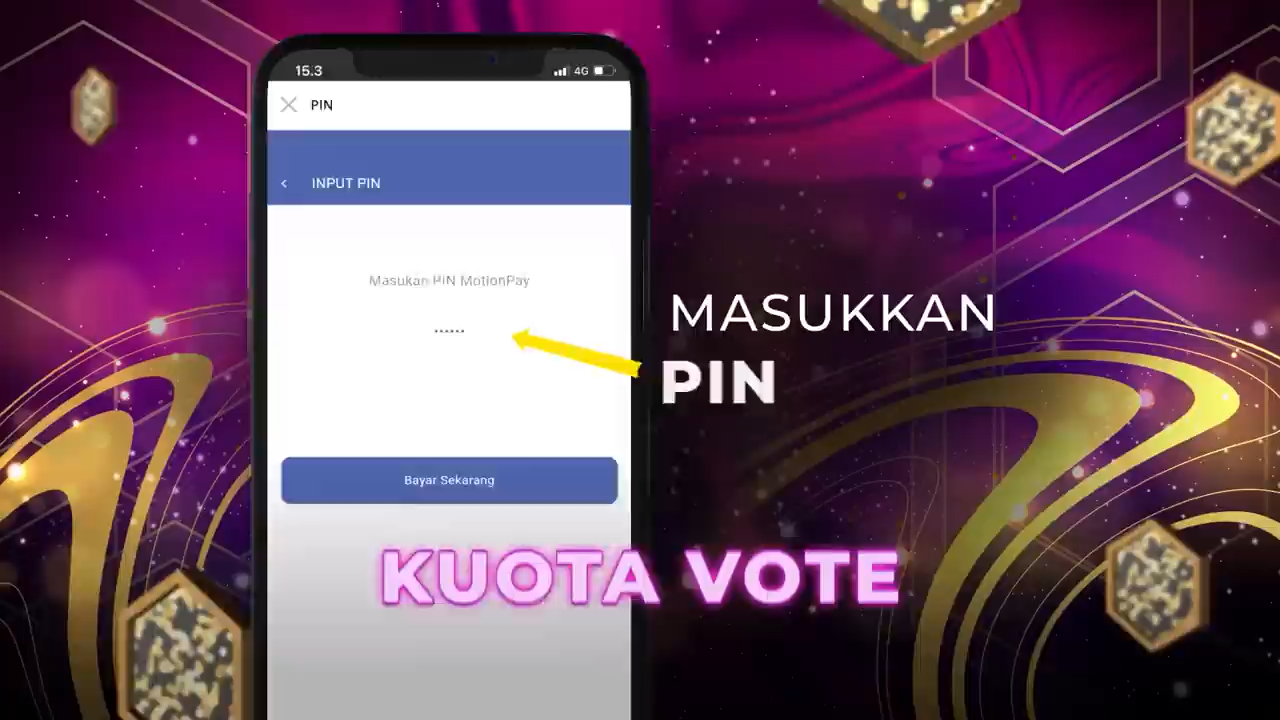 15.3
4G
PIN
INPUT PIN
Masukan PIN MotionPay
MASUKKAN
PIN
Bayar Sekarang
KUOTA VOTE